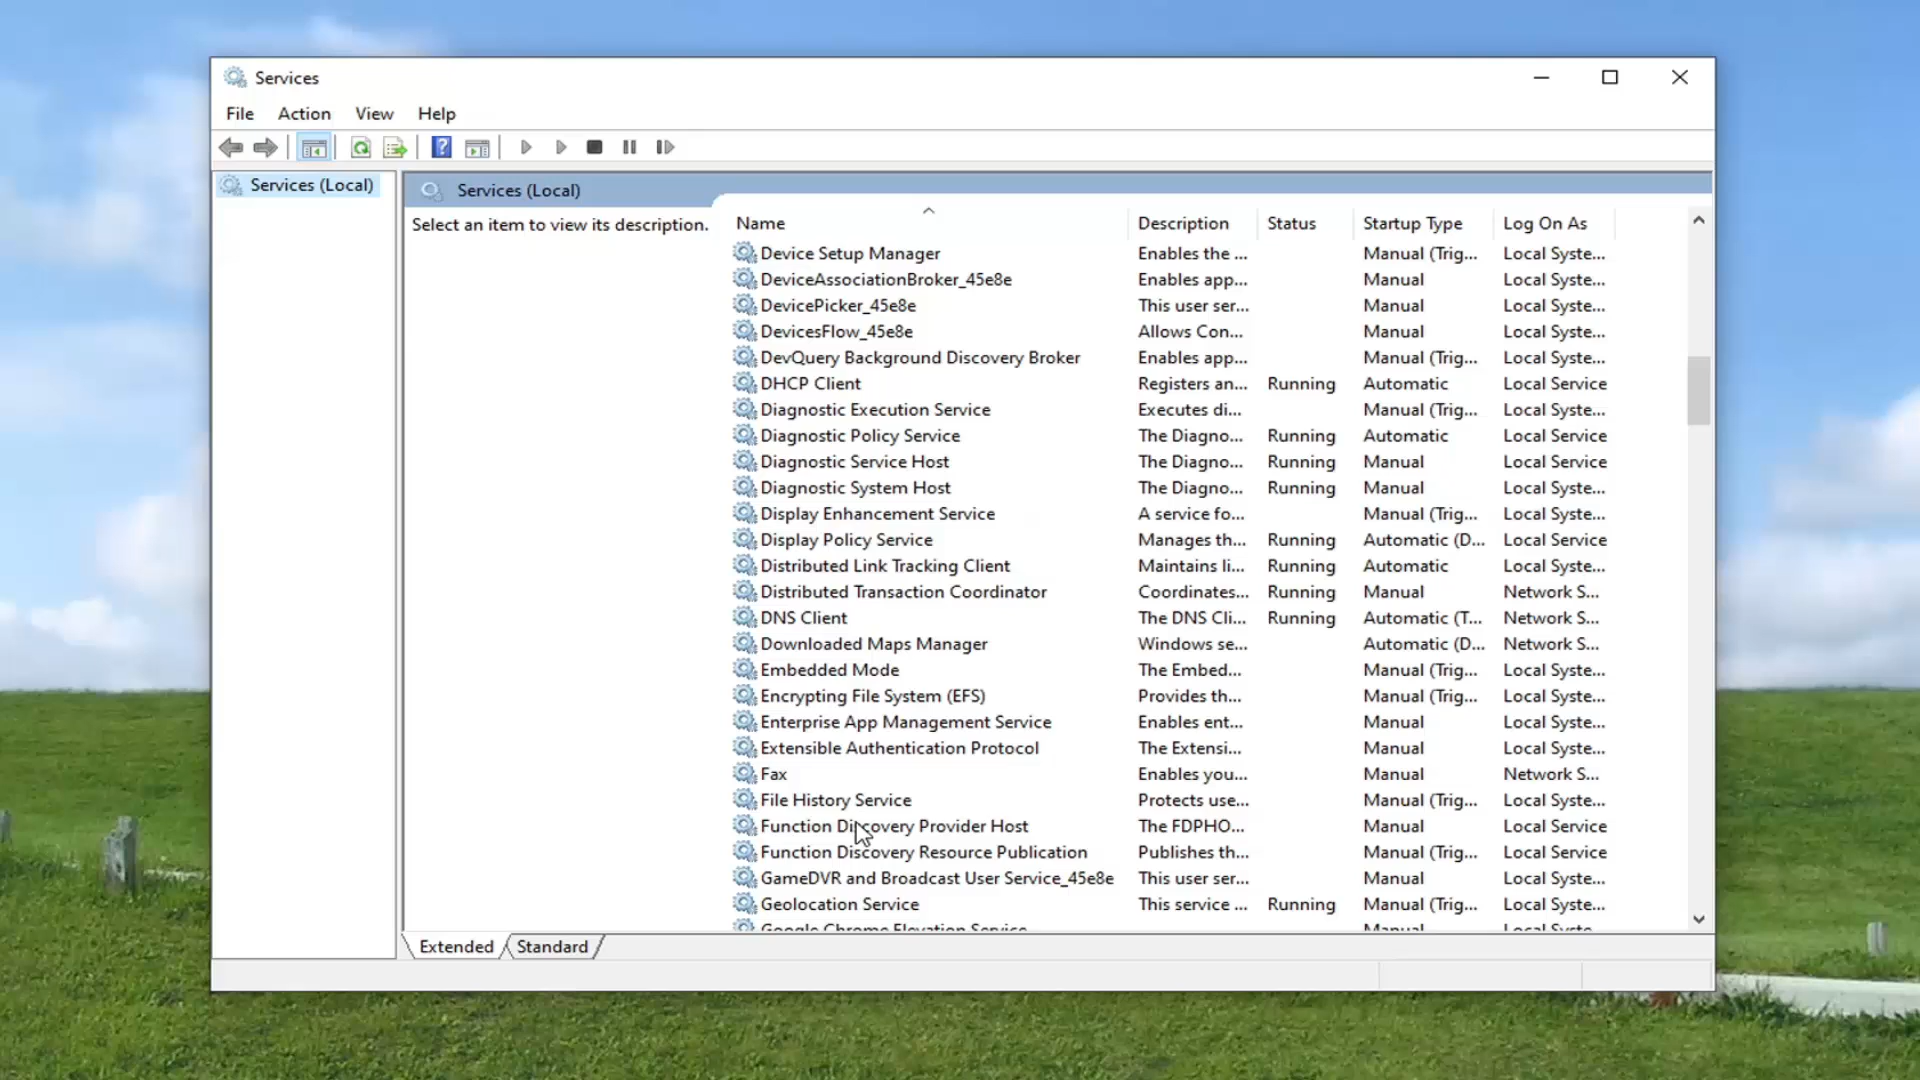 Services
File Action View Help
Services (Local)
Services (Local)
Select an item to view its description.
Name Description Status Startup Type Log On As
Device Setup Manager Enables the ... Manual (Trig... Local Syste...
DeviceAssociationBroker_45e8e Enables app... Manual Local Syste...
DevicePicker_45e8e This user ser... Manual Local Syste...
DevicesFlow_45e8e Allows Con... Manual Local Syste...
DevQuery Background Discovery Broker Enables app... Manual (Trig... Local Syste...
DHCP Client Registers an... Running Automatic Local Service
Diagnostic Execution Service Executes di... Manual (Trig... Local Syste...
Diagnostic Policy Service The Diagno... Running Automatic Local Service
Diagnostic Service Host The Diagno... Running Manual Local Service
Diagnostic System Host The Diagno... Running Manual Local Syste...
Display Enhancement Service A service fo... Manual (Trig... Local Syste...
Display Policy Service Manages th... Running Automatic (D... Local Service
Distributed Link Tracking Client Maintains li... Running Automatic Local Syste...
Distributed Transaction Coordinator Coordinates... Running Manual Network S...
DNS Client The DNS Cli... Running Automatic (T... Network S...
Downloaded Maps Manager Windows se... Automatic (D... Network S...
Embedded Mode The Embed... Manual (Trig... Local Syste...
Encrypting File System (EFS) Provides th... Manual (Trig... Local Syste...
Enterprise App Management Service Enables ent... Manual Local Syste...
Extensible Authentication Protocol The Extensi... Manual Local Syste...
Fax Enables you... Manual Network S...
File History Service Protects use... Manual (Trig... Local Syste...
Function Discovery Provider Host The FDPHO... Manual Local Service
Function Discovery Resource Publication Publishes th... Manual (Trig... Local Service
GameDVR and Broadcast User Service_45e8e This user ser... Manual Local Syste...
Geolocation Service This service ... Running Manual (Trig... Local Syste...
Google Chrome Elevation Service Manual Local Syste...
Extended Standard